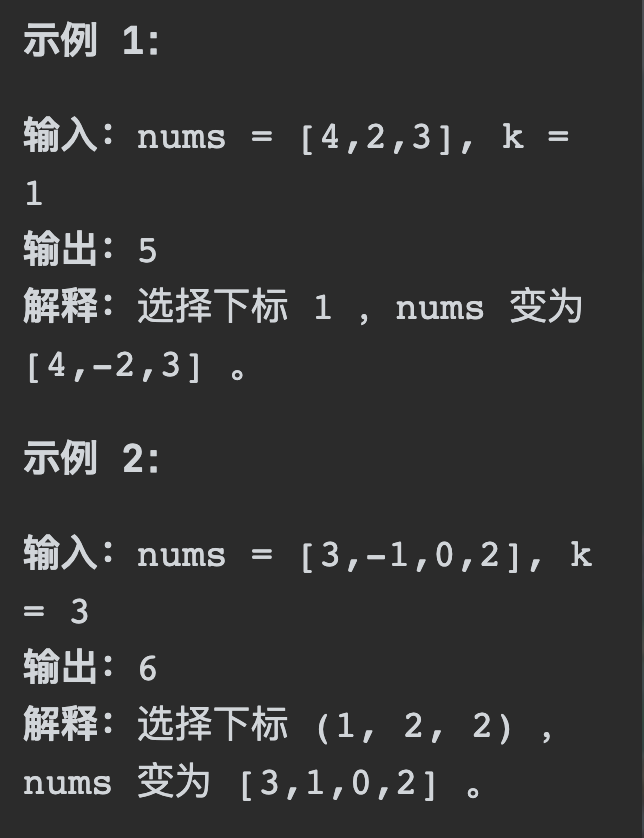 示例 1:
输入：nums = [4,2,3], k =
1
输出：5
解释：选择下标 1 ，nums 变为
[4,-2,3] 。
示例 2:
输入：nums = [3,-1,0,2], k
= 3
输出：6
解释：选择下标 (1, 2, 2) ，
nums 变为 [3,1,0,2] 。